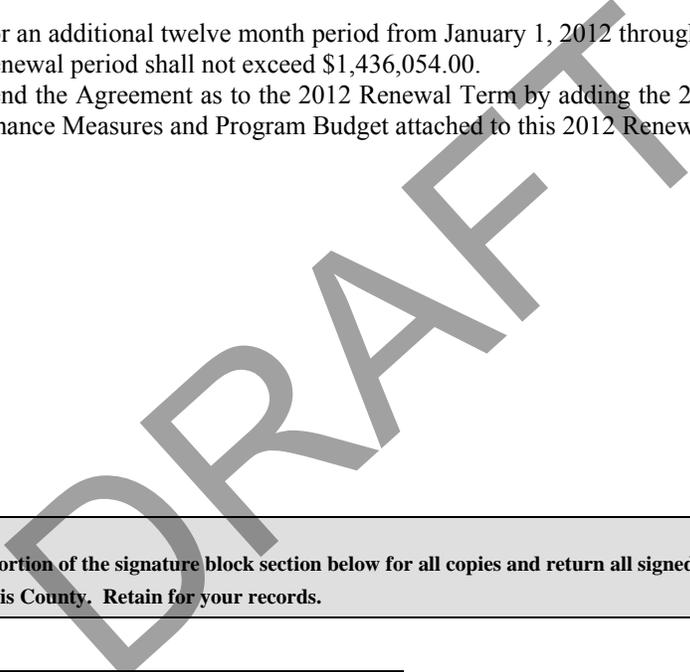 r an additional twelve month period from January 1, 2012 through
enewal period shall not exceed $1,436,054.00.
end the Agreement as to the 2012 Renewal Term by adding the 2
nance Measures and Program Budget attached to this 2012 Renew
DRAFT
ortion of the signature block section below for all copies and return all signed
is County. Retain for your records.